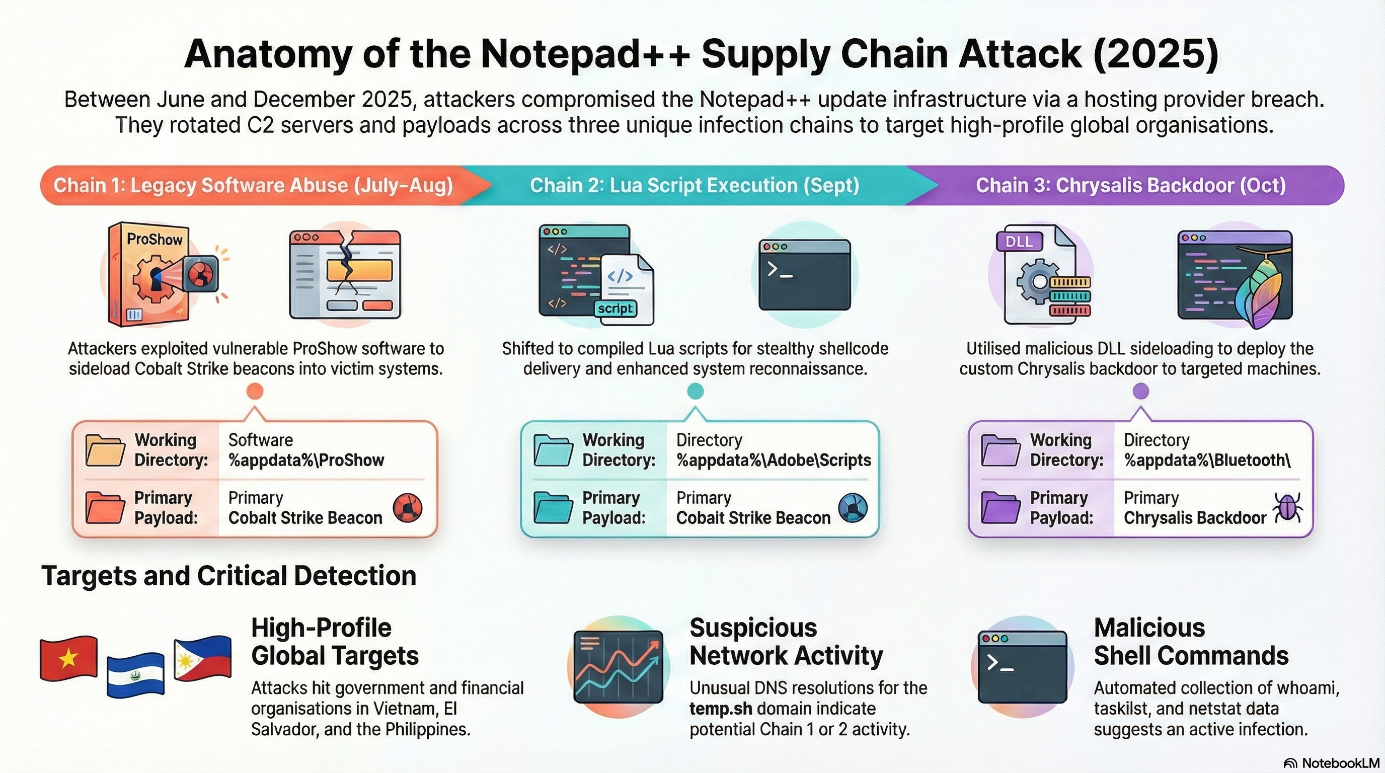 Anatomy of the Notepad++ Supply Chain Attack (2025)
Between June and December 2025, attackers compromised the Notepad++ update infrastructure via a hosting provider breach.
They rotated C2 servers and payloads across three unique infection chains to target high-profile global organisations.
Chain 1: Legacy Software Abuse (July–Aug)
ProShow
Attackers exploited vulnerable ProShow software to
sideload Cobalt Strike beacons into victim systems.
Working
Directory:
Software
%appdata%\ProShow
Primary
Payload:
Primary
Cobalt Strike Beacon
Chain 2: Lua Script Execution (Sept)
</>
</>
</>
script
>_
Shifted to compiled Lua scripts for stealthy shellcode
delivery and enhanced system reconnaissance.
Working
Directory:
Directory
%appdata%\Adobe\Scripts
Primary
Payload:
Primary
Cobalt Strike Beacon
Chain 3: Chrysalis Backdoor (Oct)
DLL
Utilised malicious DLL sideloading to deploy the
custom Chrysalis backdoor to targeted machines.
Working
Directory:
Directory
%appdata%\Bluetooth\
Primary
Payload:
Primary
Chrysalis Backdoor
Targets and Critical Detection
High-Profile
Global Targets
Attacks hit government and financial
organisations in Vietnam, El
Salvador, and the Philippines.
Suspicious
Network Activity
Unusual DNS resolutions for the
temp.sh domain indicate
potential Chain 1 or 2 activity.
>_
Malicious
Shell Commands
Automated collection of whoami,
taskilst, and netstat data
suggests an active infection.
NotebookLM